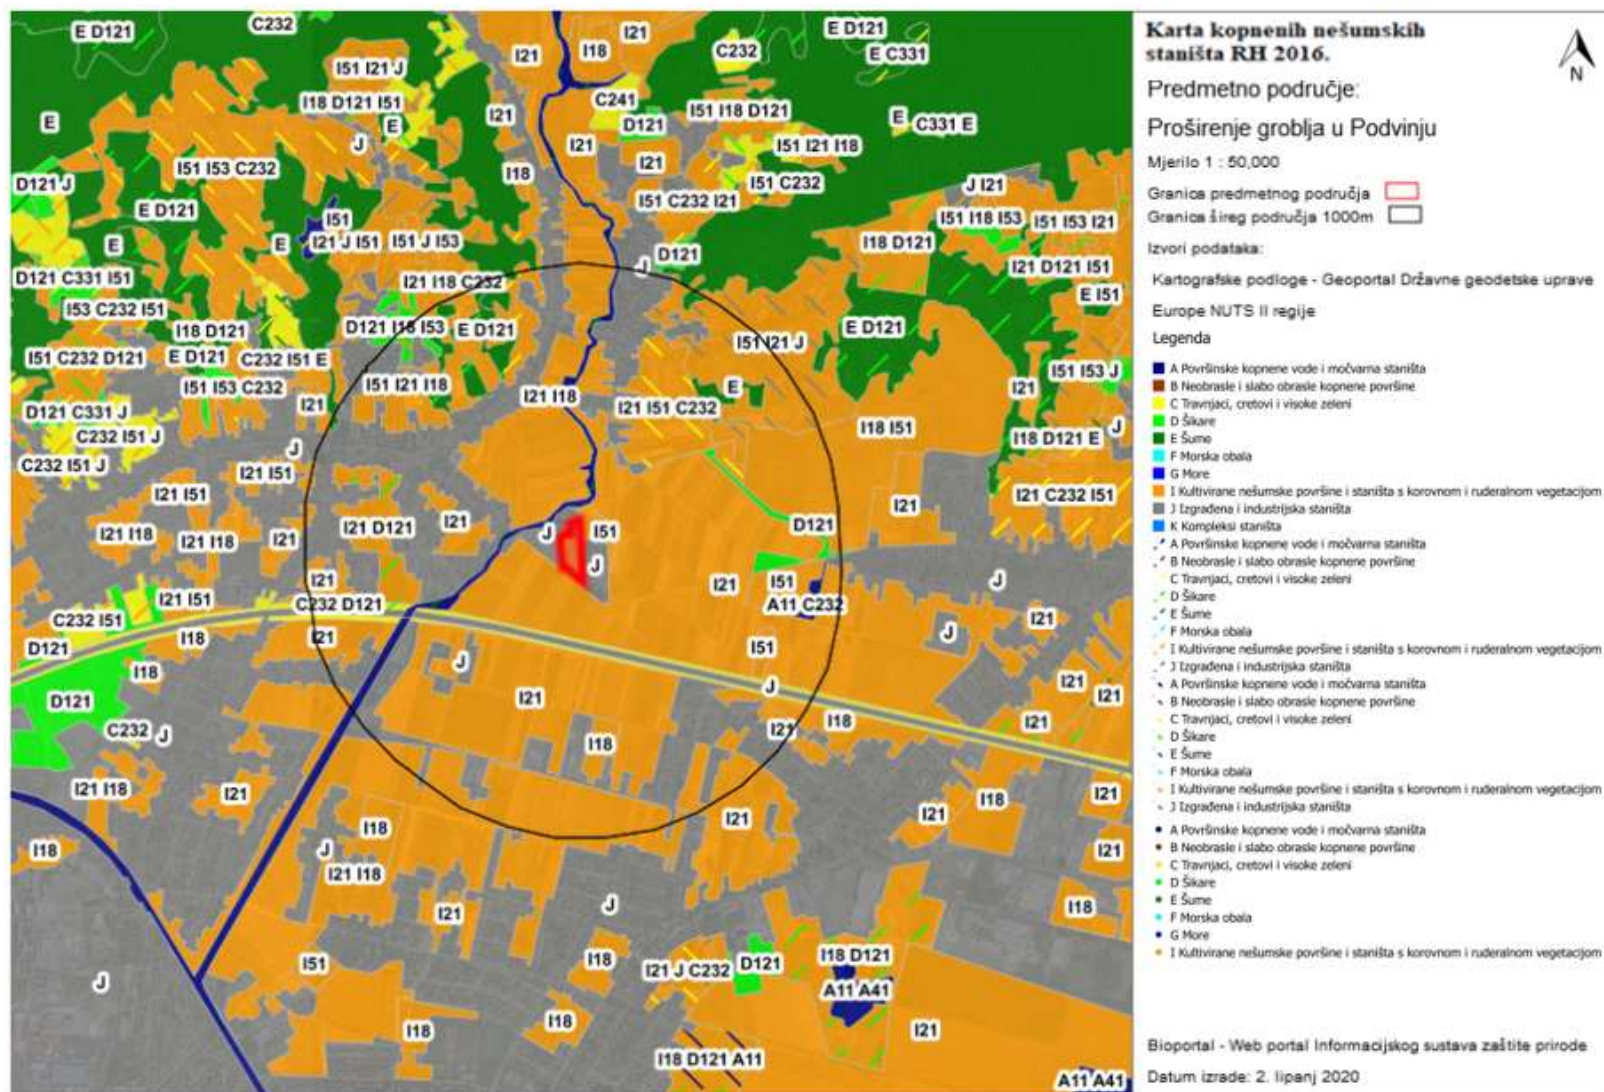 E D121
C232
I21
I18
I21
C232
E D121
E C331
I51 I21 J
I18 D121 I51
E
J
E
C241
D121
I51 I18 D121
E
C331 E
I21
I21
I51 I21 I18
I21
I51 I53 C232
D121 J
I18
I51 C232
I51 C232 I21
J I21
E D121
I51
I21 J I51
I51 J I53
E
E
I51 I18 I53
I51 I53 I21
I18 D121
D121
J
D121 C331 I51
I21 I18 C232
I21 D121 I51
E I51
I53 C232 I51
I18 D121
D121 I18 I53
E D121
E D121
I51 I21 J
I51 C232 D121
E D121
C232 I51 E
I51 I53 C232
I51 I21 I18
I21 I18
E
I21
I51 I53 J
I21
I21 I51 C232
D121 C331 J
C232 I51 J
J
I18 I51
I18 D121 E
J
C232 I51 J
I21 I51
I21 I51
I21 C232 I51
I21
I21 I18
I21 I18
I21
I21 D121
I21
J
I51
J
D121
I21
I51
A11 C232
J
I21
C232 D121
I21 I51
C232 I51
I18
D121
I21
I21
J
I51
J
I18
D121
I21
J
I21
I21
I21
I21
I18
C232
J
I18
I21 I18
I21
I21
I21
I18
I21
I18
J
I21 I18
I21
I18
I21
J
I18
I51
I18
I21 J C232
D121
I18 D121
A11 A41
J
I18
I18
I21
I18 D121 A11
A11 A41
Karta kopnenih nešumskih
staništa RH 2016.
N
Predmetno područje:
Proširenje groblja u Podvinju
Mjerilo 1 : 50,000
Granica predmetnog područja
Granica šireg područja 1000m
Izvori podataka:
Kartografske podloge - Geoportal Državne geodetske uprave
Europe NUTS II regije
Legenda
A Površinske kopnene vode i močvarna staništa
B Neobrasle i slabo obrasle kopnene površine
C Travnjaci, cretovi i visoke zeleni
D Šikare
E Šume
F Morska obala
G More
I Kultivirane nešumske površine i staništa s korovnom i ruderalnom vegetacijom
J Izgrađena i industrijska staništa
K Kompleksi staništa
A Površinske kopnene vode i močvarna staništa
B Neobrasle i slabo obrasle kopnene površine
C Travnjaci, cretovi i visoke zeleni
D Šikare
E Šume
F Morska obala
I Kultivirane nešumske površine i staništa s korovnom i ruderalnom vegetacijom
J Izgrađena i industrijska staništa
A Površinske kopnene vode i močvarna staništa
B Neobrasle i slabo obrasle kopnene površine
C Travnjaci, cretovi i visoke zeleni
D Šikare
E Šume
F Morska obala
I Kultivirane nešumske površine i staništa s korovnom i ruderalnom vegetacijom
J Izgrađena i industrijska staništa
A Površinske kopnene vode i močvarna staništa
B Neobrasle i slabo obrasle kopnene površine
C Travnjaci, cretovi i visoke zeleni
D Šikare
E Šume
F Morska obala
G More
I Kultivirane nešumske površine i staništa s korovnom i ruderalnom vegetacijom
Bioportal - Web portal Informacijskog sustava zaštite prirode
Datum izrade: 2. lipanj 2020